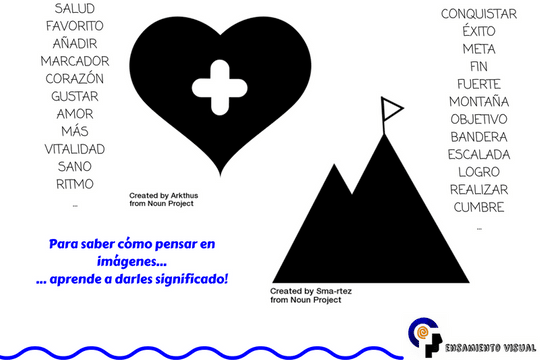 SALUD
FAVORITO
AÑADIR
MARCADOR
CORAZÓN
GUSTAR
AMOR
MÁS
VITALIDAD
SANO
RITMO
...
Created by Arkthus
from Noun Project
CONQUISTAR
ÉXITO
META
FIN
FUERTE
MONTAÑA
OBJETIVO
BANDERA
ESCALADA
LOGRO
REALIZAR
CUMBRE
...
Para saber cómo pensar en
imágenes...
... aprende a darles significado!
Created by Sma-rtez
from Noun Project
PENSAMIENTO VISUAL